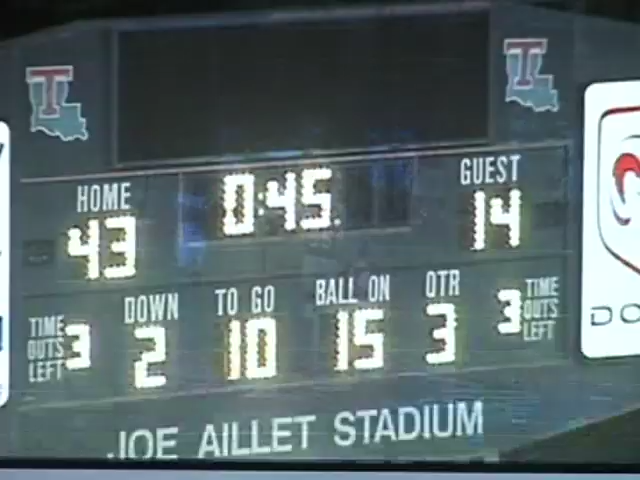 T T
HOME 0:45 GUEST
43 14
TIME OUTS LEFT 3 DOWN 2 TO GO 10 BALL ON 15 QTR 3 3 TIME OUTS LEFT
JOE AILLET STADIUM
DO